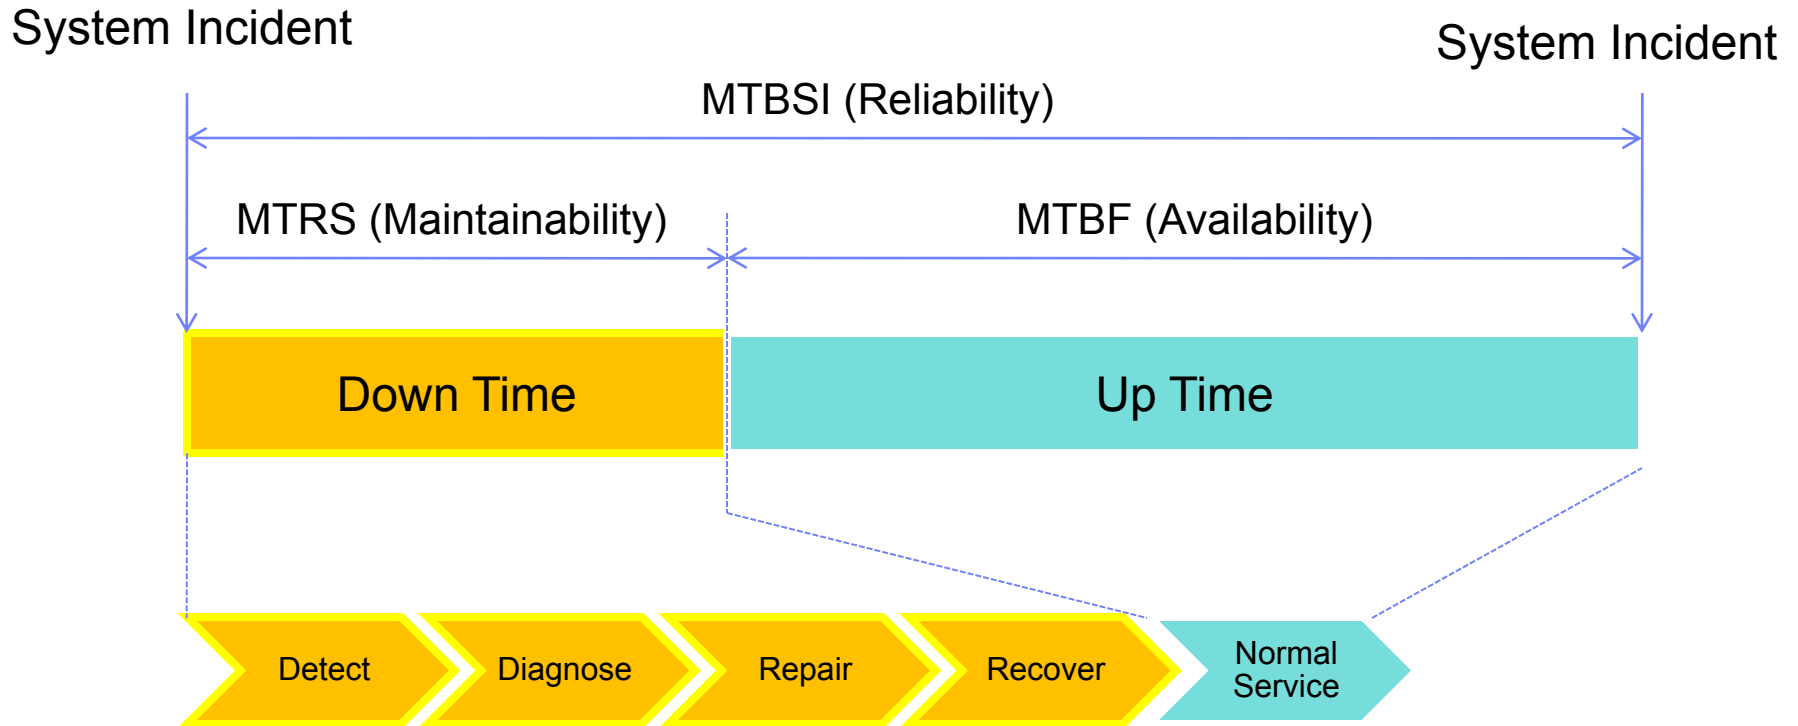 System Incident
System Incident
MTBSI (Reliability)
MTRS (Maintainability)
MTBF (Availability)
Down Time
Up Time
Detect
Diagnose
Repair
Recover
Normal
Service